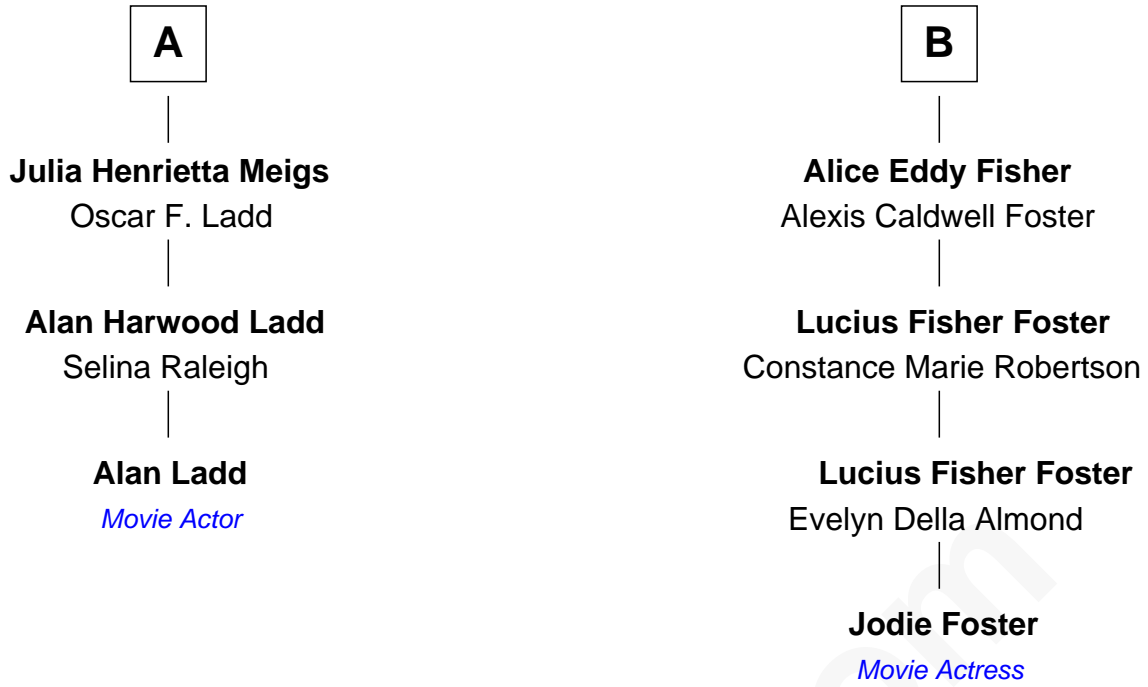 A
Julia Henrietta Meigs
Oscar F. Ladd
Alan Harwood Ladd
Selina Raleigh
Alan Ladd
Movie Actor
B
Alice Eddy Fisher
Alexis Caldwell Foster
Lucius Fisher Foster
Constance Marie Robertson
Lucius Fisher Foster
Evelyn Della Almond
Jodie Foster
Movie Actress